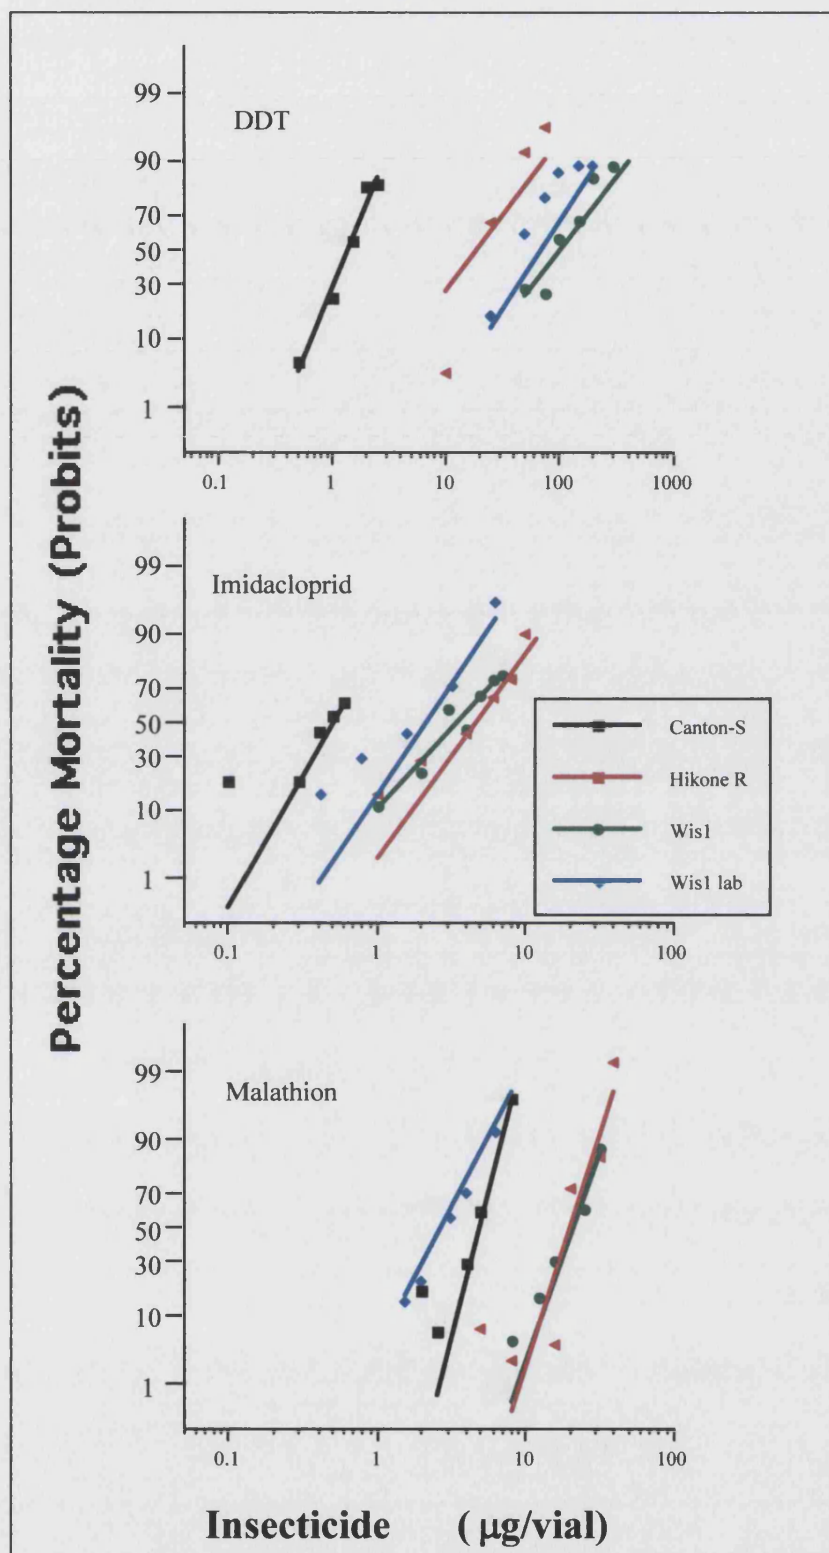 Percentage Mortality (Probits)
DDT
99
90
70
50
30
10
1
0.1 1 10 100 1000
Imidacloprid
99
90
70
50
30
10
1
0.1 1 10 100
Canton-S
Hikone R
Wis1
Wis1 lab
Malathion
99
90
70
50
30
10
1
0.1 1 10 100
Insecticide (μg/vial)